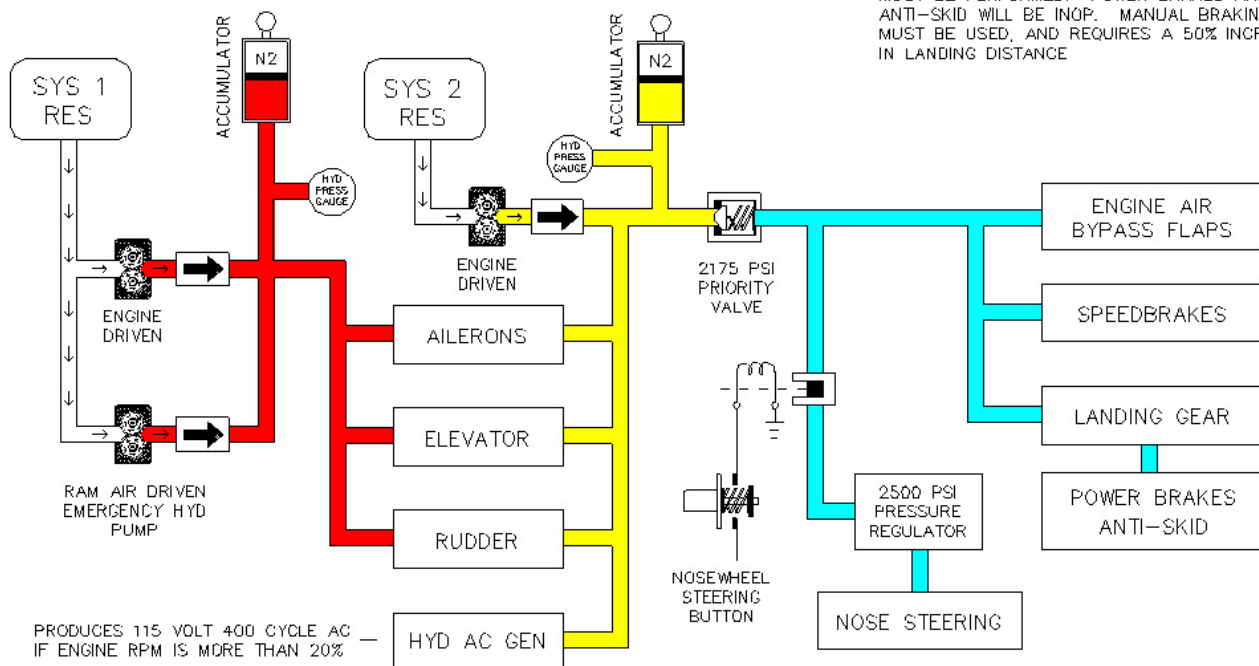 ANTI-SKID WILL BE INOP. MANUAL BRAKING
MUST BE USED, AND REQUIRES A 50% INCR
IN LANDING DISTANCE
SYS 1
RES
ACCUMULATOR
N2
HYD
PRESS
GAUGE
SYS 2
RES
ACCUMULATOR
N2
HYD
PRESS
GAUGE
ENGINE
DRIVEN
ENGINE
DRIVEN
2175 PSI
PRIORITY
VALVE
ENGINE AIR
BYPASS FLAPS
SPEEDBRAKES
LANDING GEAR
POWER BRAKES
ANTI-SKID
AILERONS
ELEVATOR
RUDDER
HYD AC GEN
RAM AIR DRIVEN
EMERGENCY HYD
PUMP
2500 PSI
PRESSURE
REGULATOR
NOSEWHEEL
STEERING
BUTTON
NOSE STEERING
PRODUCES 115 VOLT 400 CYCLE AC
IF ENGINE RPM IS MORE THAN 20%